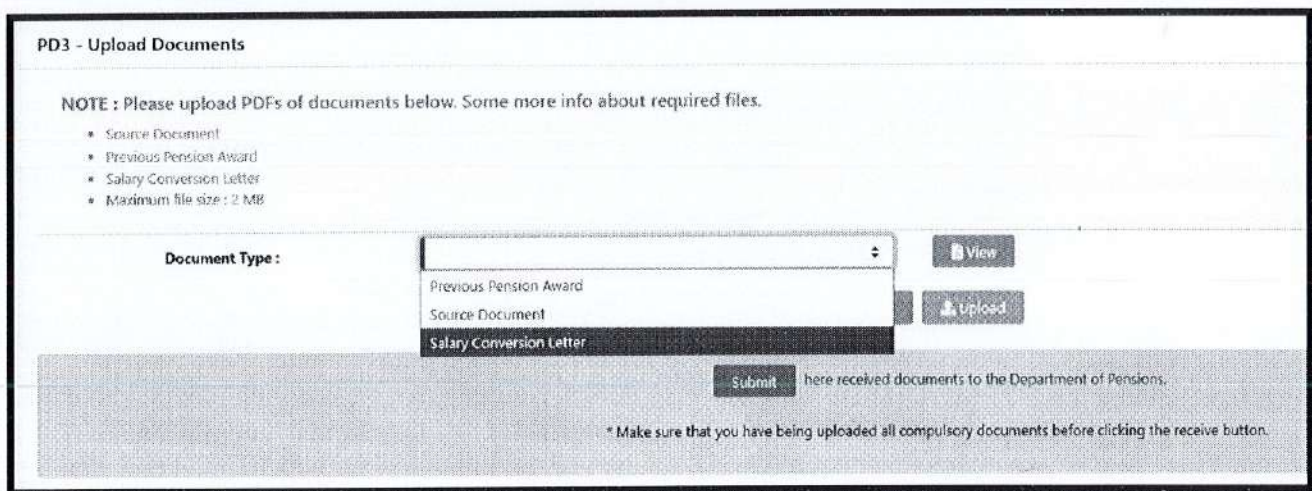 PD3 - Upload Documents
NOTE : Please upload PDFs of documents below. Some more info about required files.
Source Document
Previous Pension Award
Salary Conversion Letter
Maximum file size : 2 MB
Document Type :
View
Previous Pension Award
Source Document
Upload
Salary Conversion Letter
Submit here received documents to the Department of Pensions.
* Make sure that you have being uploaded all compulsory documents before clicking the receive button.